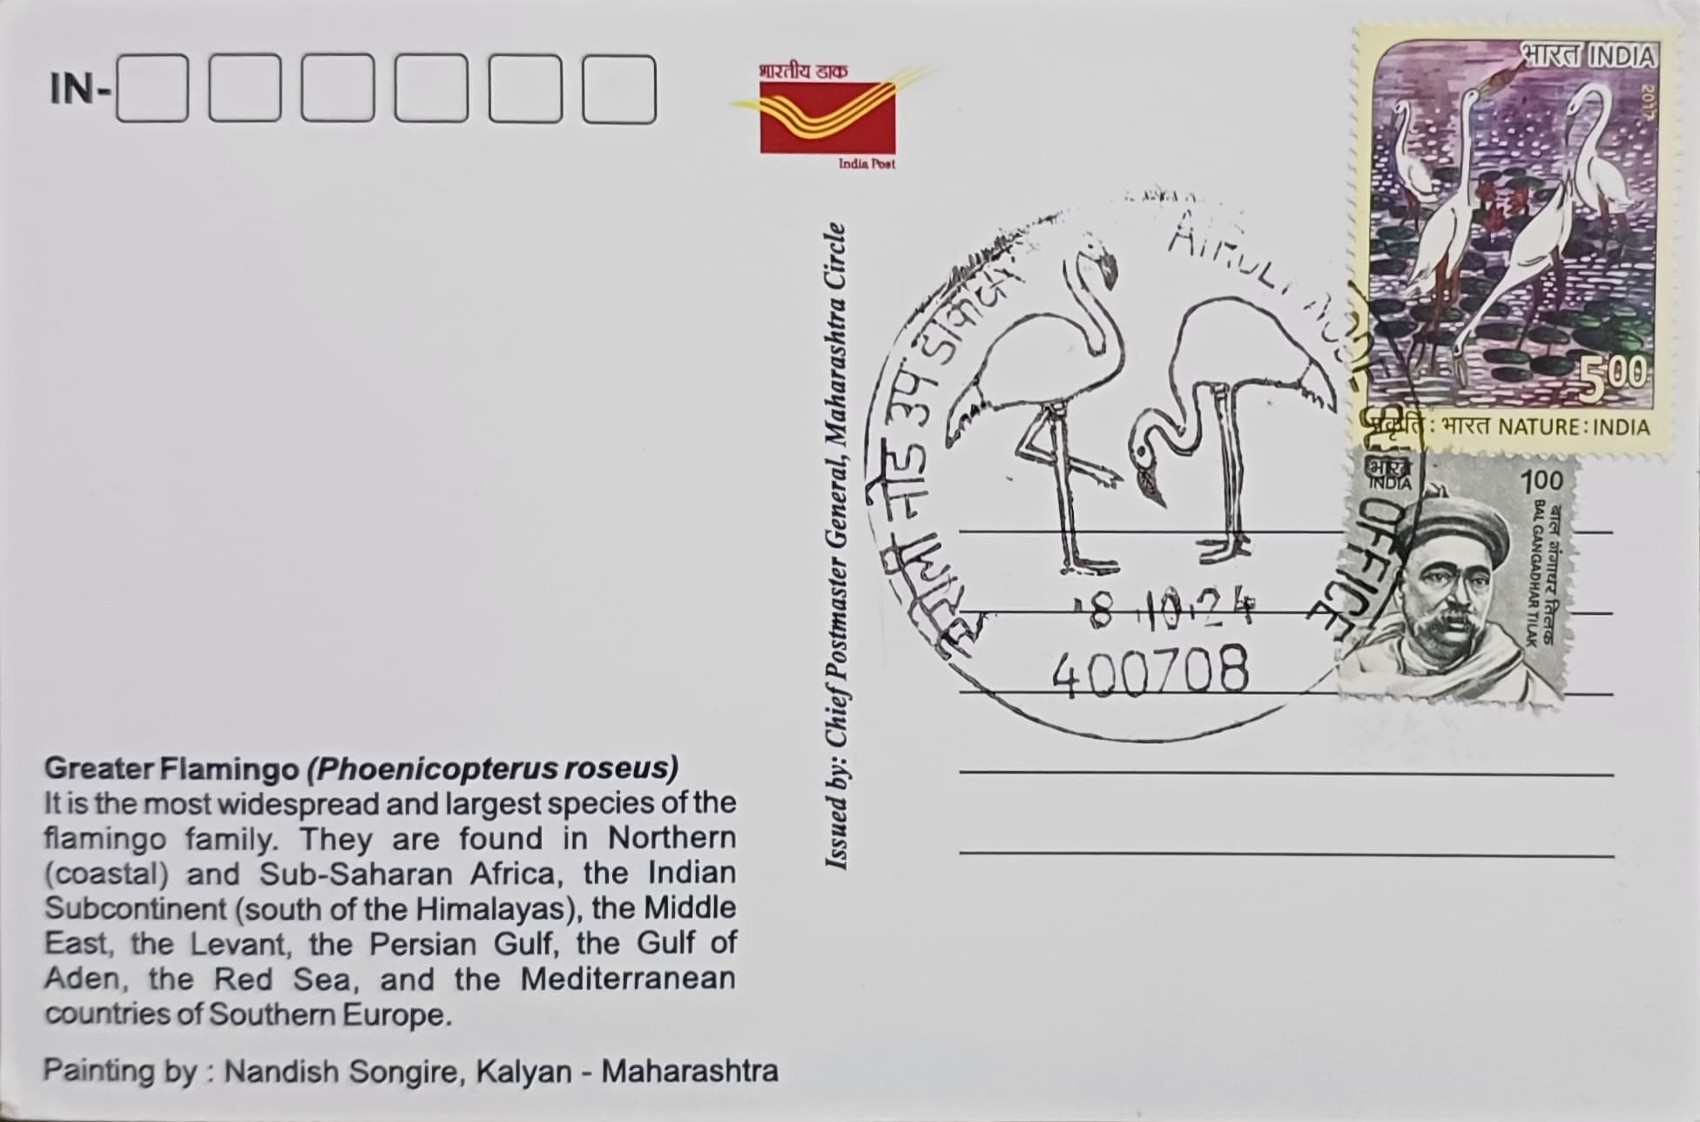 IN-
भारतीय डाक
India Post
भारत INDIA
2017
5.00
प्रकृति : भारत NATURE : INDIA
भारत
INDIA
1.00
बाल गंगाधर तिलक
BAL GANGADHAR TILAK
ऐरोली नोड उप डाकघर
AIROLI NODE SUB OFFICE
8.10.24
400708
Issued by: Chief Postmaster General, Maharashtra Circle
Greater Flamingo (Phoenicopterus roseus)
It is the most widespread and largest species of the
flamingo family. They are found in Northern
(coastal) and Sub-Saharan Africa, the Indian
Subcontinent (south of the Himalayas), the Middle
East, the Levant, the Persian Gulf, the Gulf of
Aden, the Red Sea, and the Mediterranean
countries of Southern Europe.
Painting by : Nandish Songire, Kalyan - Maharashtra